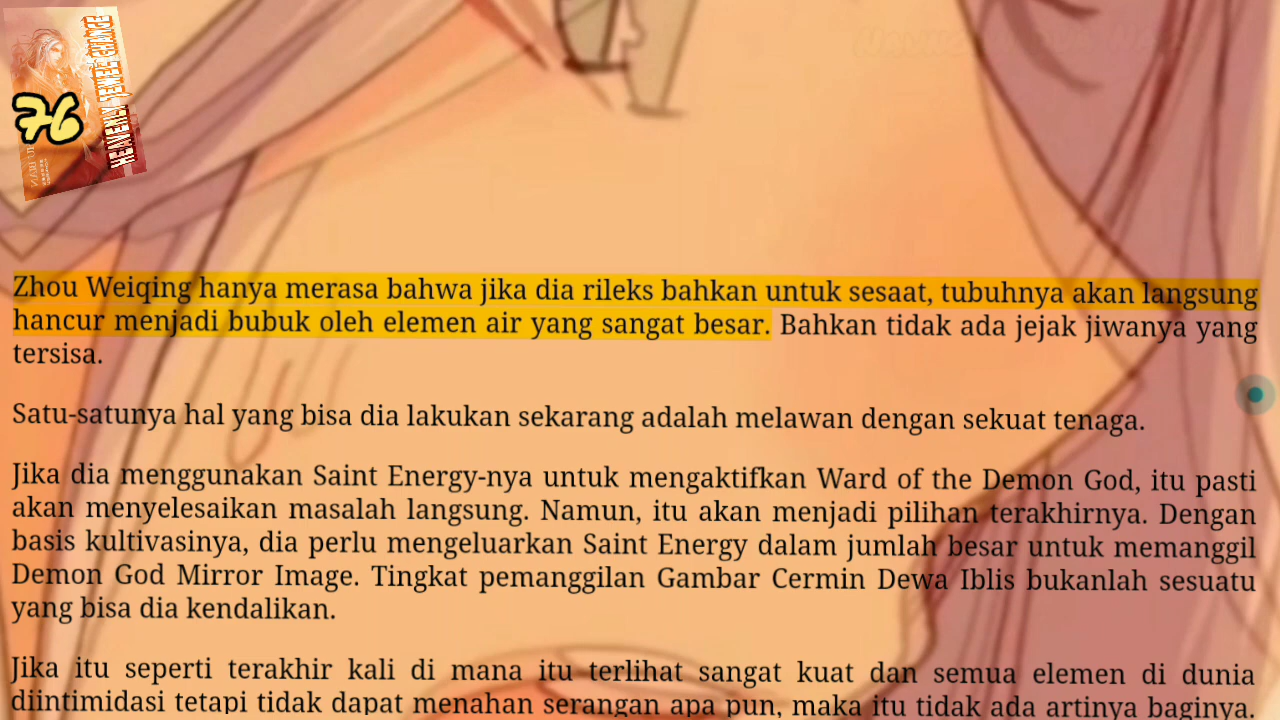 HEAVENLY JEWEL CHANGE
76
Zhou Weiqing hanya merasa bahwa jika dia rileks bahkan untuk sesaat, tubuhnya akan langsung
hancur menjadi bubuk oleh elemen air yang sangat besar. Bahkan tidak ada jejak jiwanya yang
tersisa.
Satu-satunya hal yang bisa dia lakukan sekarang adalah melawan dengan sekuat tenaga.
Jika dia menggunakan Saint Energy-nya untuk mengaktifkan Ward of the Demon God, itu pasti
akan menyelesaikan masalah langsung. Namun, itu akan menjadi pilihan terakhirnya. Dengan
basis kultivasinya, dia perlu mengeluarkan Saint Energy dalam jumlah besar untuk memanggil
Demon God Mirror Image. Tingkat pemanggilan Gambar Cermin Dewa Iblis bukanlah sesuatu
yang bisa dia kendalikan.
Jika itu seperti terakhir kali di mana itu terlihat sangat kuat dan semua elemen di dunia
diintimidasi tetapi tidak dapat menahan serangan apa pun, maka itu tidak ada artinya baginya.